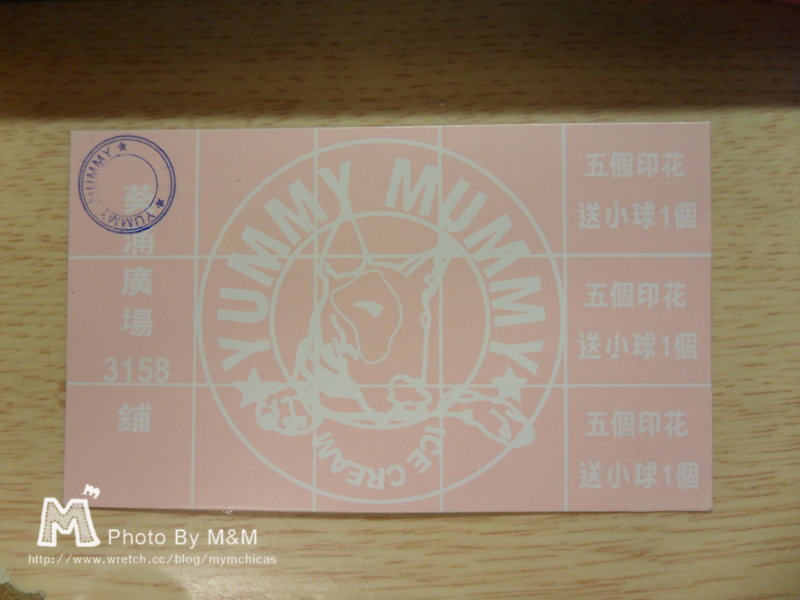 YUMMY MUMMY
葵
涌
廣
場
3158
鋪
YUMMY MUMMY
ICE CREAM
五個印花
送小球1個
五個印花
送小球1個
五個印花
送小球1個
M
Photo By M&M
http://www.wretch.cc/blog/mymchicas